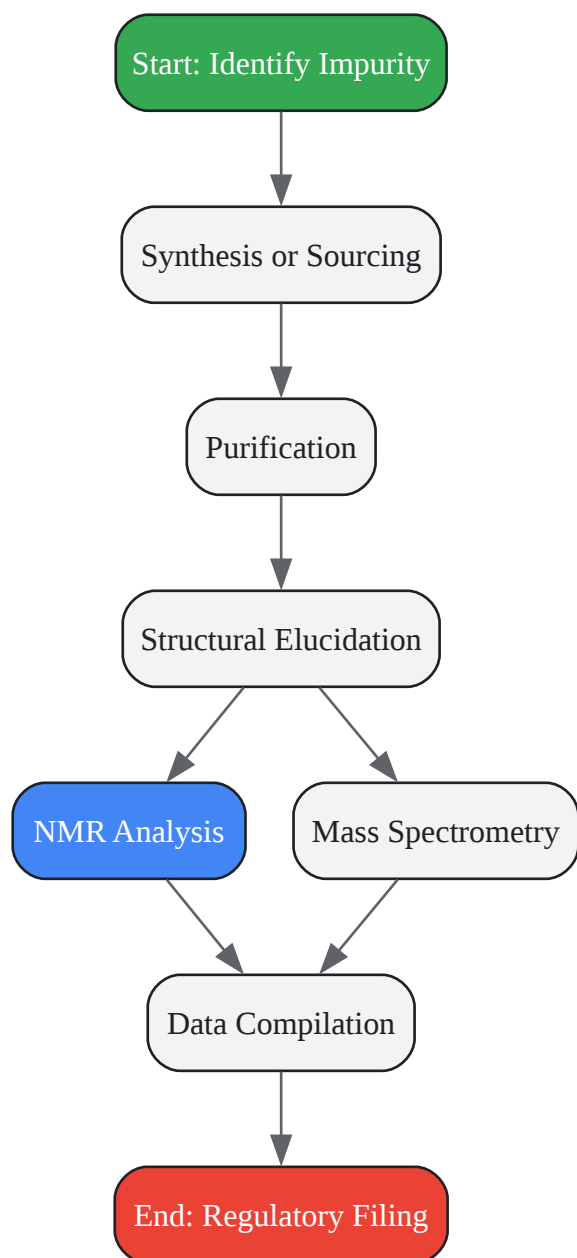 Start: Identify Impurity
Synthesis or Sourcing
Purification
Structural Elucidation
NMR Analysis
Mass Spectrometry
Data Compilation
End: Regulatory Filing